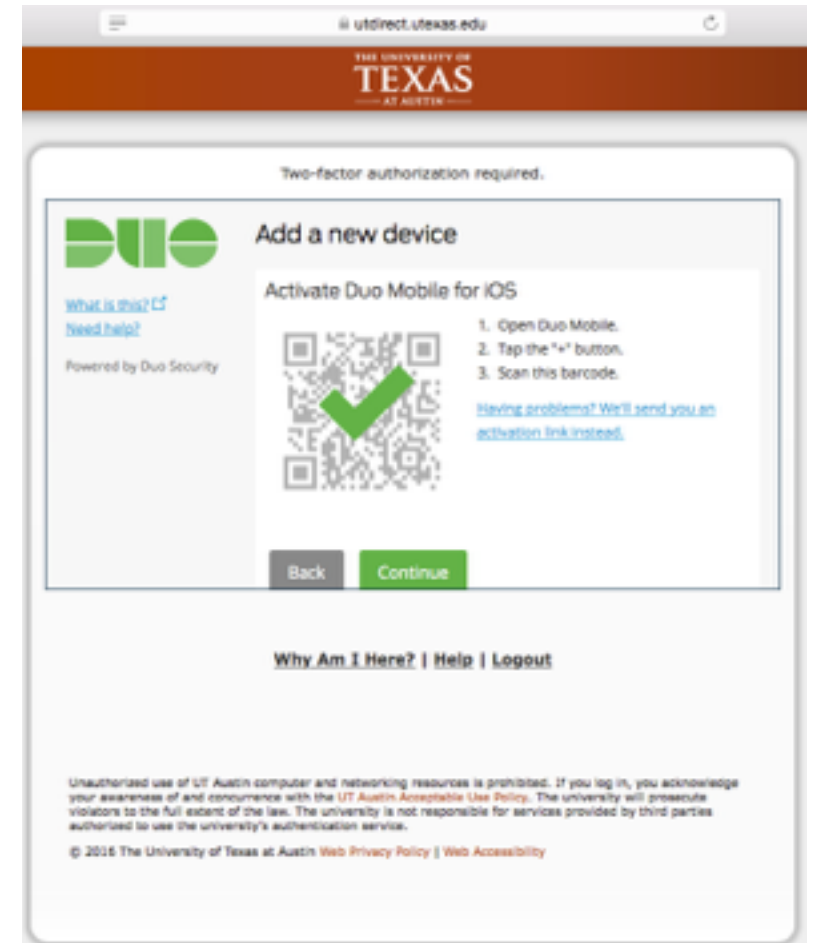 utdirect.utexas.edu
THE UNIVERSITY OF
TEXAS
AT AUSTIN
Two-factor authorization required.
DUO
What is this?
Need help?
Powered by Duo Security
Add a new device
Activate Duo Mobile for iOS
1. Open Duo Mobile.
2. Tap the "+" button.
3. Scan this barcode.
Having problems? We'll send you an
activation link instead.
Back
Continue
Why Am I Here? | Help | Logout
Unauthorized use of UT Austin computer and networking resources is prohibited. If you log in, you acknowledge
your awareness of and concurrence with the UT Austin Acceptable Use Policy. The university will prosecute
violators to the full extent of the law. The university is not responsible for services provided by third parties
authorized to use the university's authentication service.
© 2016 The University of Texas at Austin Web Privacy Policy | Web Accessibility